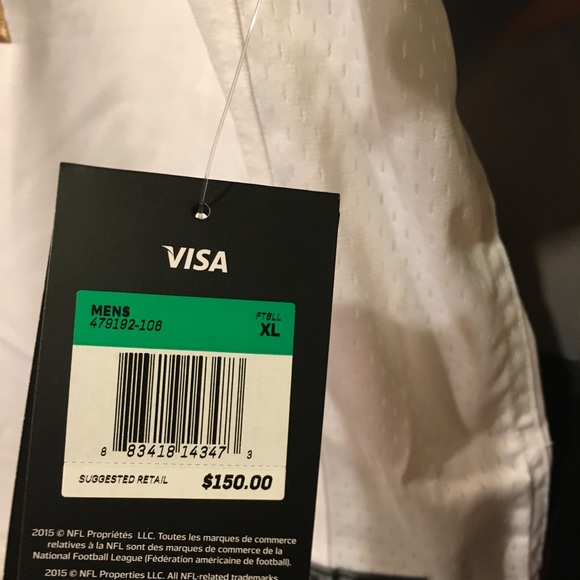 VISA
MENS
479192-106
FTBLL
XL
8 83418 14347 3
SUGGESTED RETAIL $150.00
2015 © NFL Propriétés LLC. Toutes les marques de commerce
relatives à la NFL sont des marques de commerce de la
National Football League (Fédération américaine de football).
2015 © NFL Properties LLC. All NFL-related trademarks